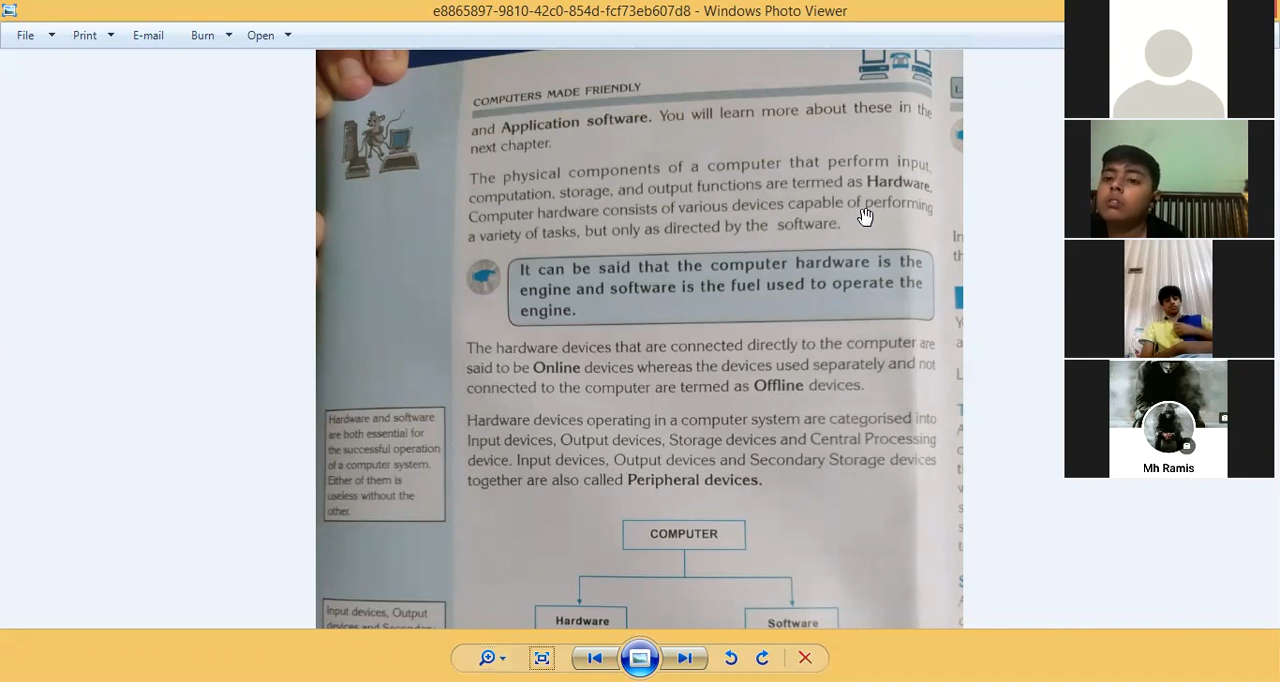 e8865897-9810-42c0-854d-fcf73eb607d8 - Windows Photo Viewer
File Print E-mail Burn Open
COMPUTERS MADE FRIENDLY
and Application software. You will learn more about these in the
next chapter.
The physical components of a computer that perform input,
computation, storage, and output functions are termed as Hardware.
Computer hardware consists of various devices capable of performing
a variety of tasks, but only as directed by the software.
It can be said that the computer hardware is the
engine and software is the fuel used to operate the
engine.
The hardware devices that are connected directly to the computer are
said to be Online devices whereas the devices used separately and not
connected to the computer are termed as Offline devices.
Hardware and software
are both essential for
the successful operation
of a computer system.
Either of them is
useless without the
other.
Hardware devices operating in a computer system are categorised into
Input devices, Output devices, Storage devices and Central Processing
device. Input devices, Output devices and Secondary Storage devices
together are also called Peripheral devices.
COMPUTER
Hardware
Software
Input devices, Output
devices and
Mh Ramis